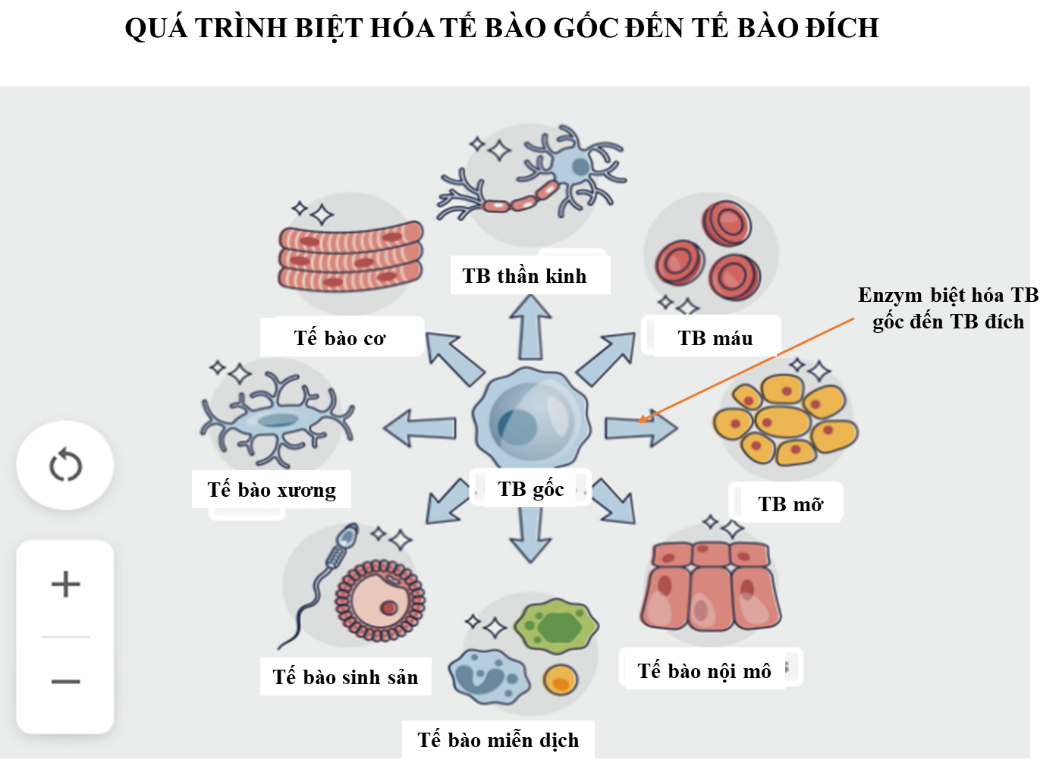 QUÁ TRÌNH BIỆT HÓA TẾ BÀO GỐC ĐẾN TẾ BÀO ĐÍCH
TB thần kinh
Enzym biệt hóa TB
gốc đến TB đích
Tế bào cơ
TB máu
Tế bào xương
TB gốc
TB mỡ
Tế bào sinh sản
Tế bào nội mô
Tế bào miễn dịch